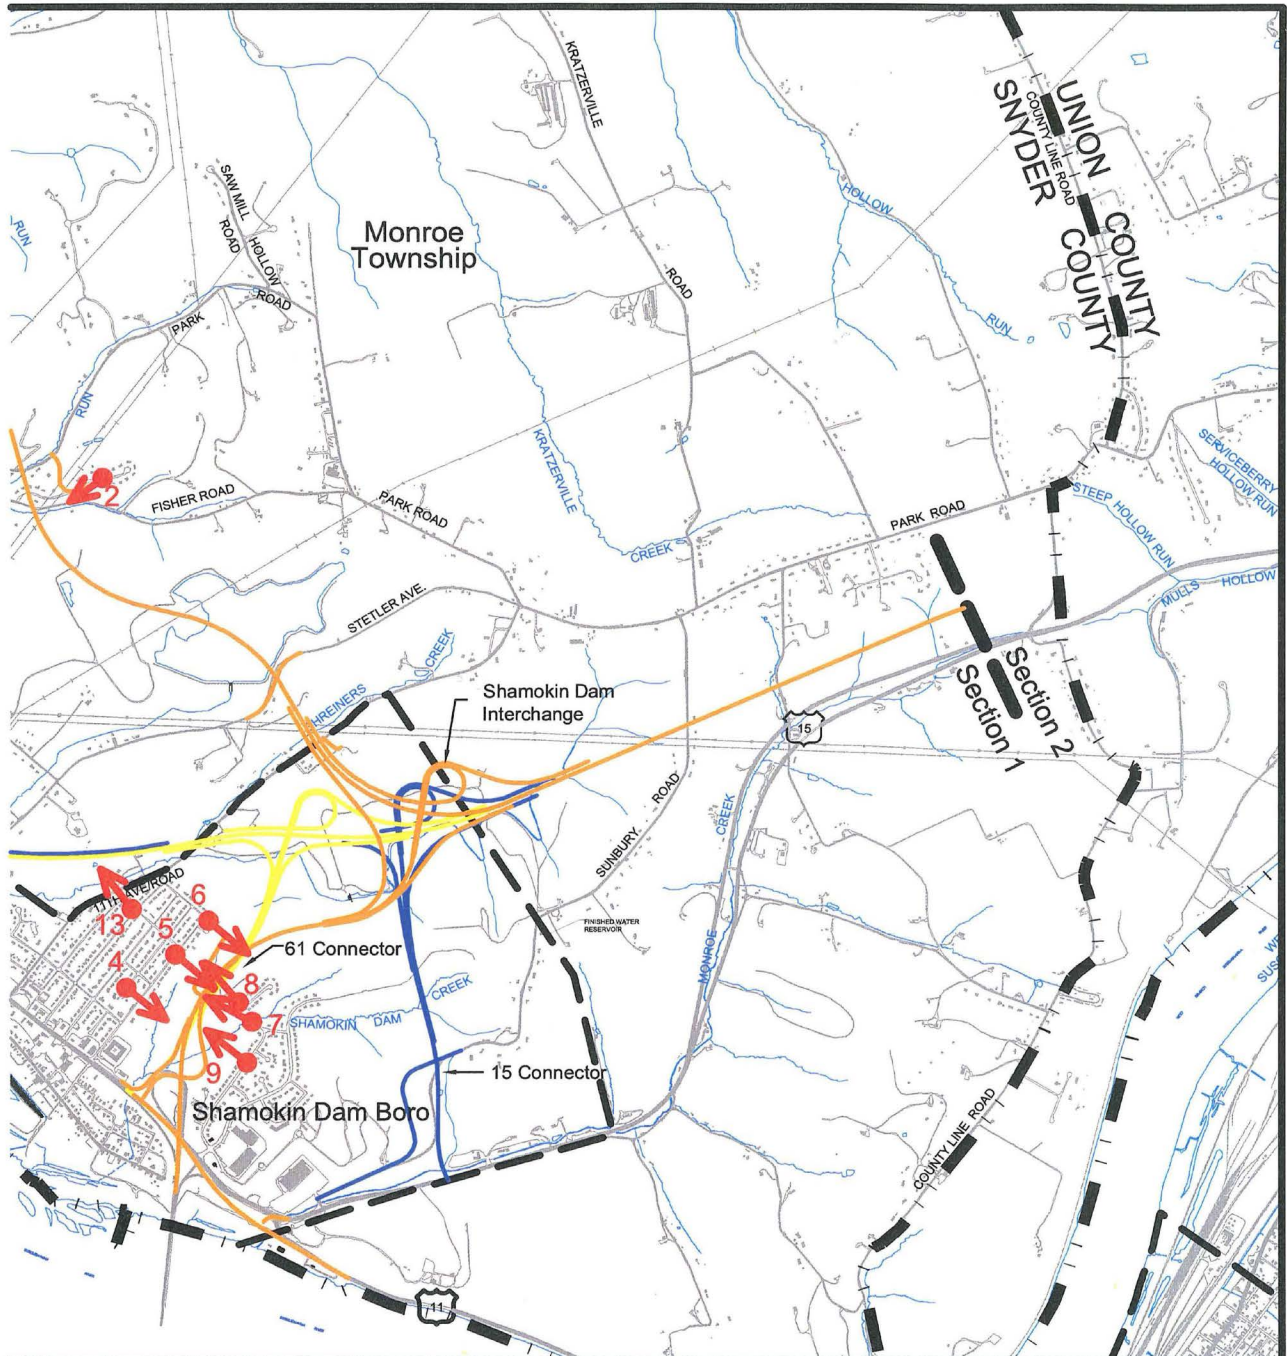 KRATZERVILLE
ROAD
UNION COUNTY
COUNTY LINE ROAD
SNYDER COUNTY
SAW MILL
HOLLOW
ROAD
ROAD
Monroe
Township
HOLLOW
RUN
RUN
PARK
RUN
KRATZERVILLE
CREEK
SERVICEBERRY
HOLLOW RUN
2
FISHER ROAD
PARK ROAD
PARK ROAD
STEEP HOLLOW RUN
MULLS HOLLOW
STETLER AVE.
HREINERS
CREEK
Shamokin Dam
Interchange
Section 2
Section 1
15
SUNBURY
ROAD
CREEK
MONROE
11TH AVE/ROAD
13
6
5
4
8
7
9
61 Connector
FINISHED WATER
RESERVOIR
SHAMOKIN DAM
CREEK
15 Connector
Shamokin Dam Boro
COUNTY LINE ROAD
11